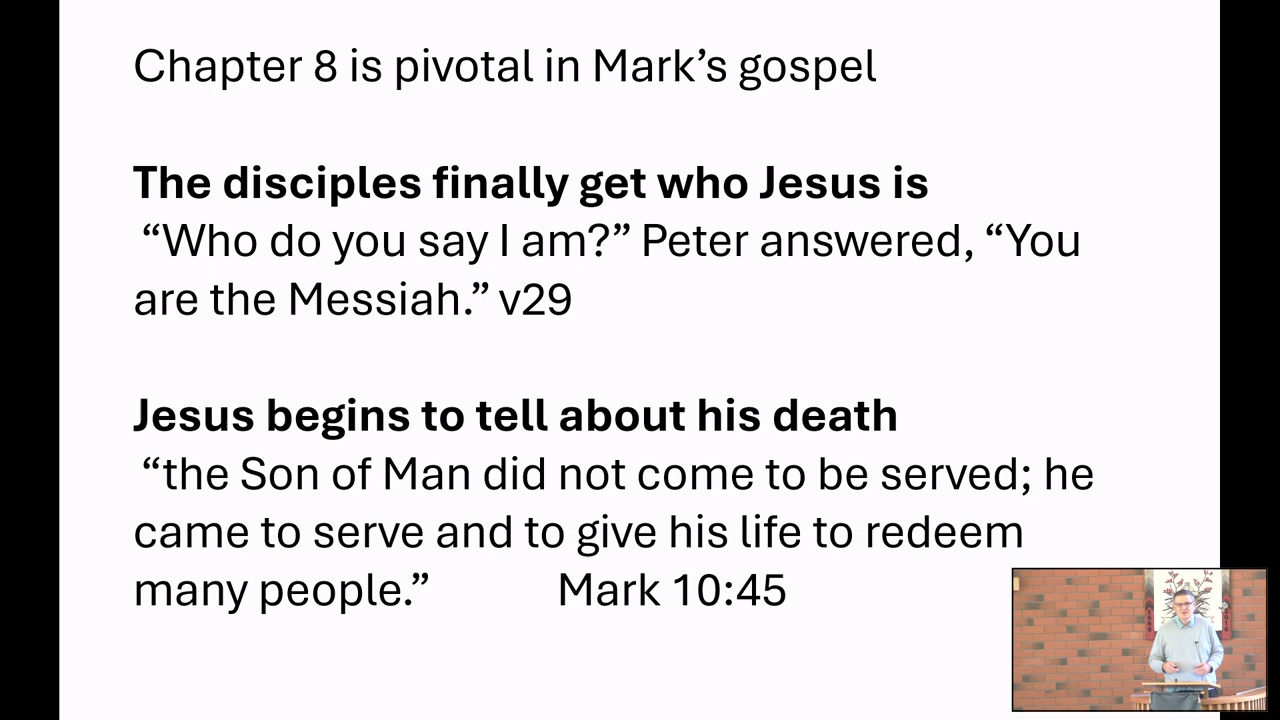 Chapter 8 is pivotal in Mark’s gospel
The disciples finally get who Jesus is
“Who do you say I am?” Peter answered, “You
are the Messiah.” v29
Jesus begins to tell about his death
“the Son of Man did not come to be served; he
came to serve and to give his life to redeem
many people.” Mark 10:45